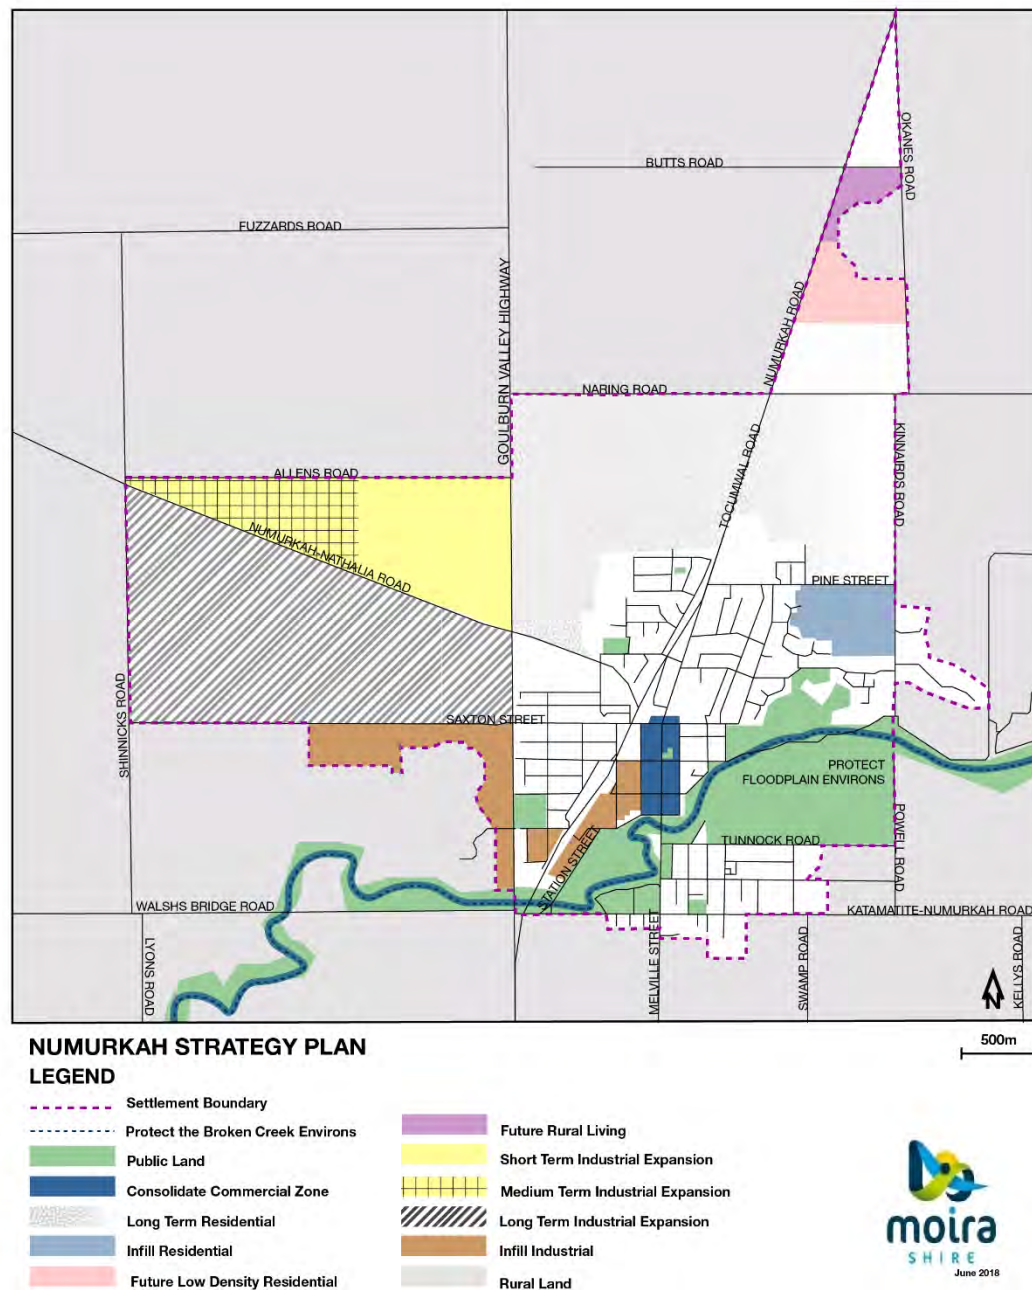 BUTTS ROAD
OKANES ROAD
FUZZARDS ROAD
GOULBURN VALLEY HIGHWAY
NUMURKAH ROAD
NARING ROAD
KINNAIRDS ROAD
TOCUMWAL ROAD
ALLENS ROAD
NUMURKAH-NATHALIA ROAD
PINE STREET
SHINNICKS ROAD
SAXTON STREET
PROTECT
FLOODPLAIN ENVIRONS
POWELL ROAD
TUNNOCK ROAD
STATION STREET
WALSHS BRIDGE ROAD
KATAMATITE-NUMURKAH ROAD
LYONS ROAD
MELVILLE STREET
SWAMP ROAD
KELLYS ROAD
N
500m
NUMURKAH STRATEGY PLAN
LEGEND
Settlement Boundary
Protect the Broken Creek Environs
Public Land
Consolidate Commercial Zone
Long Term Residential
Infill Residential
Future Low Density Residential
Future Rural Living
Short Term Industrial Expansion
Medium Term Industrial Expansion
Long Term Industrial Expansion
Infill Industrial
Rural Land
moira
SHIRE
June 2018